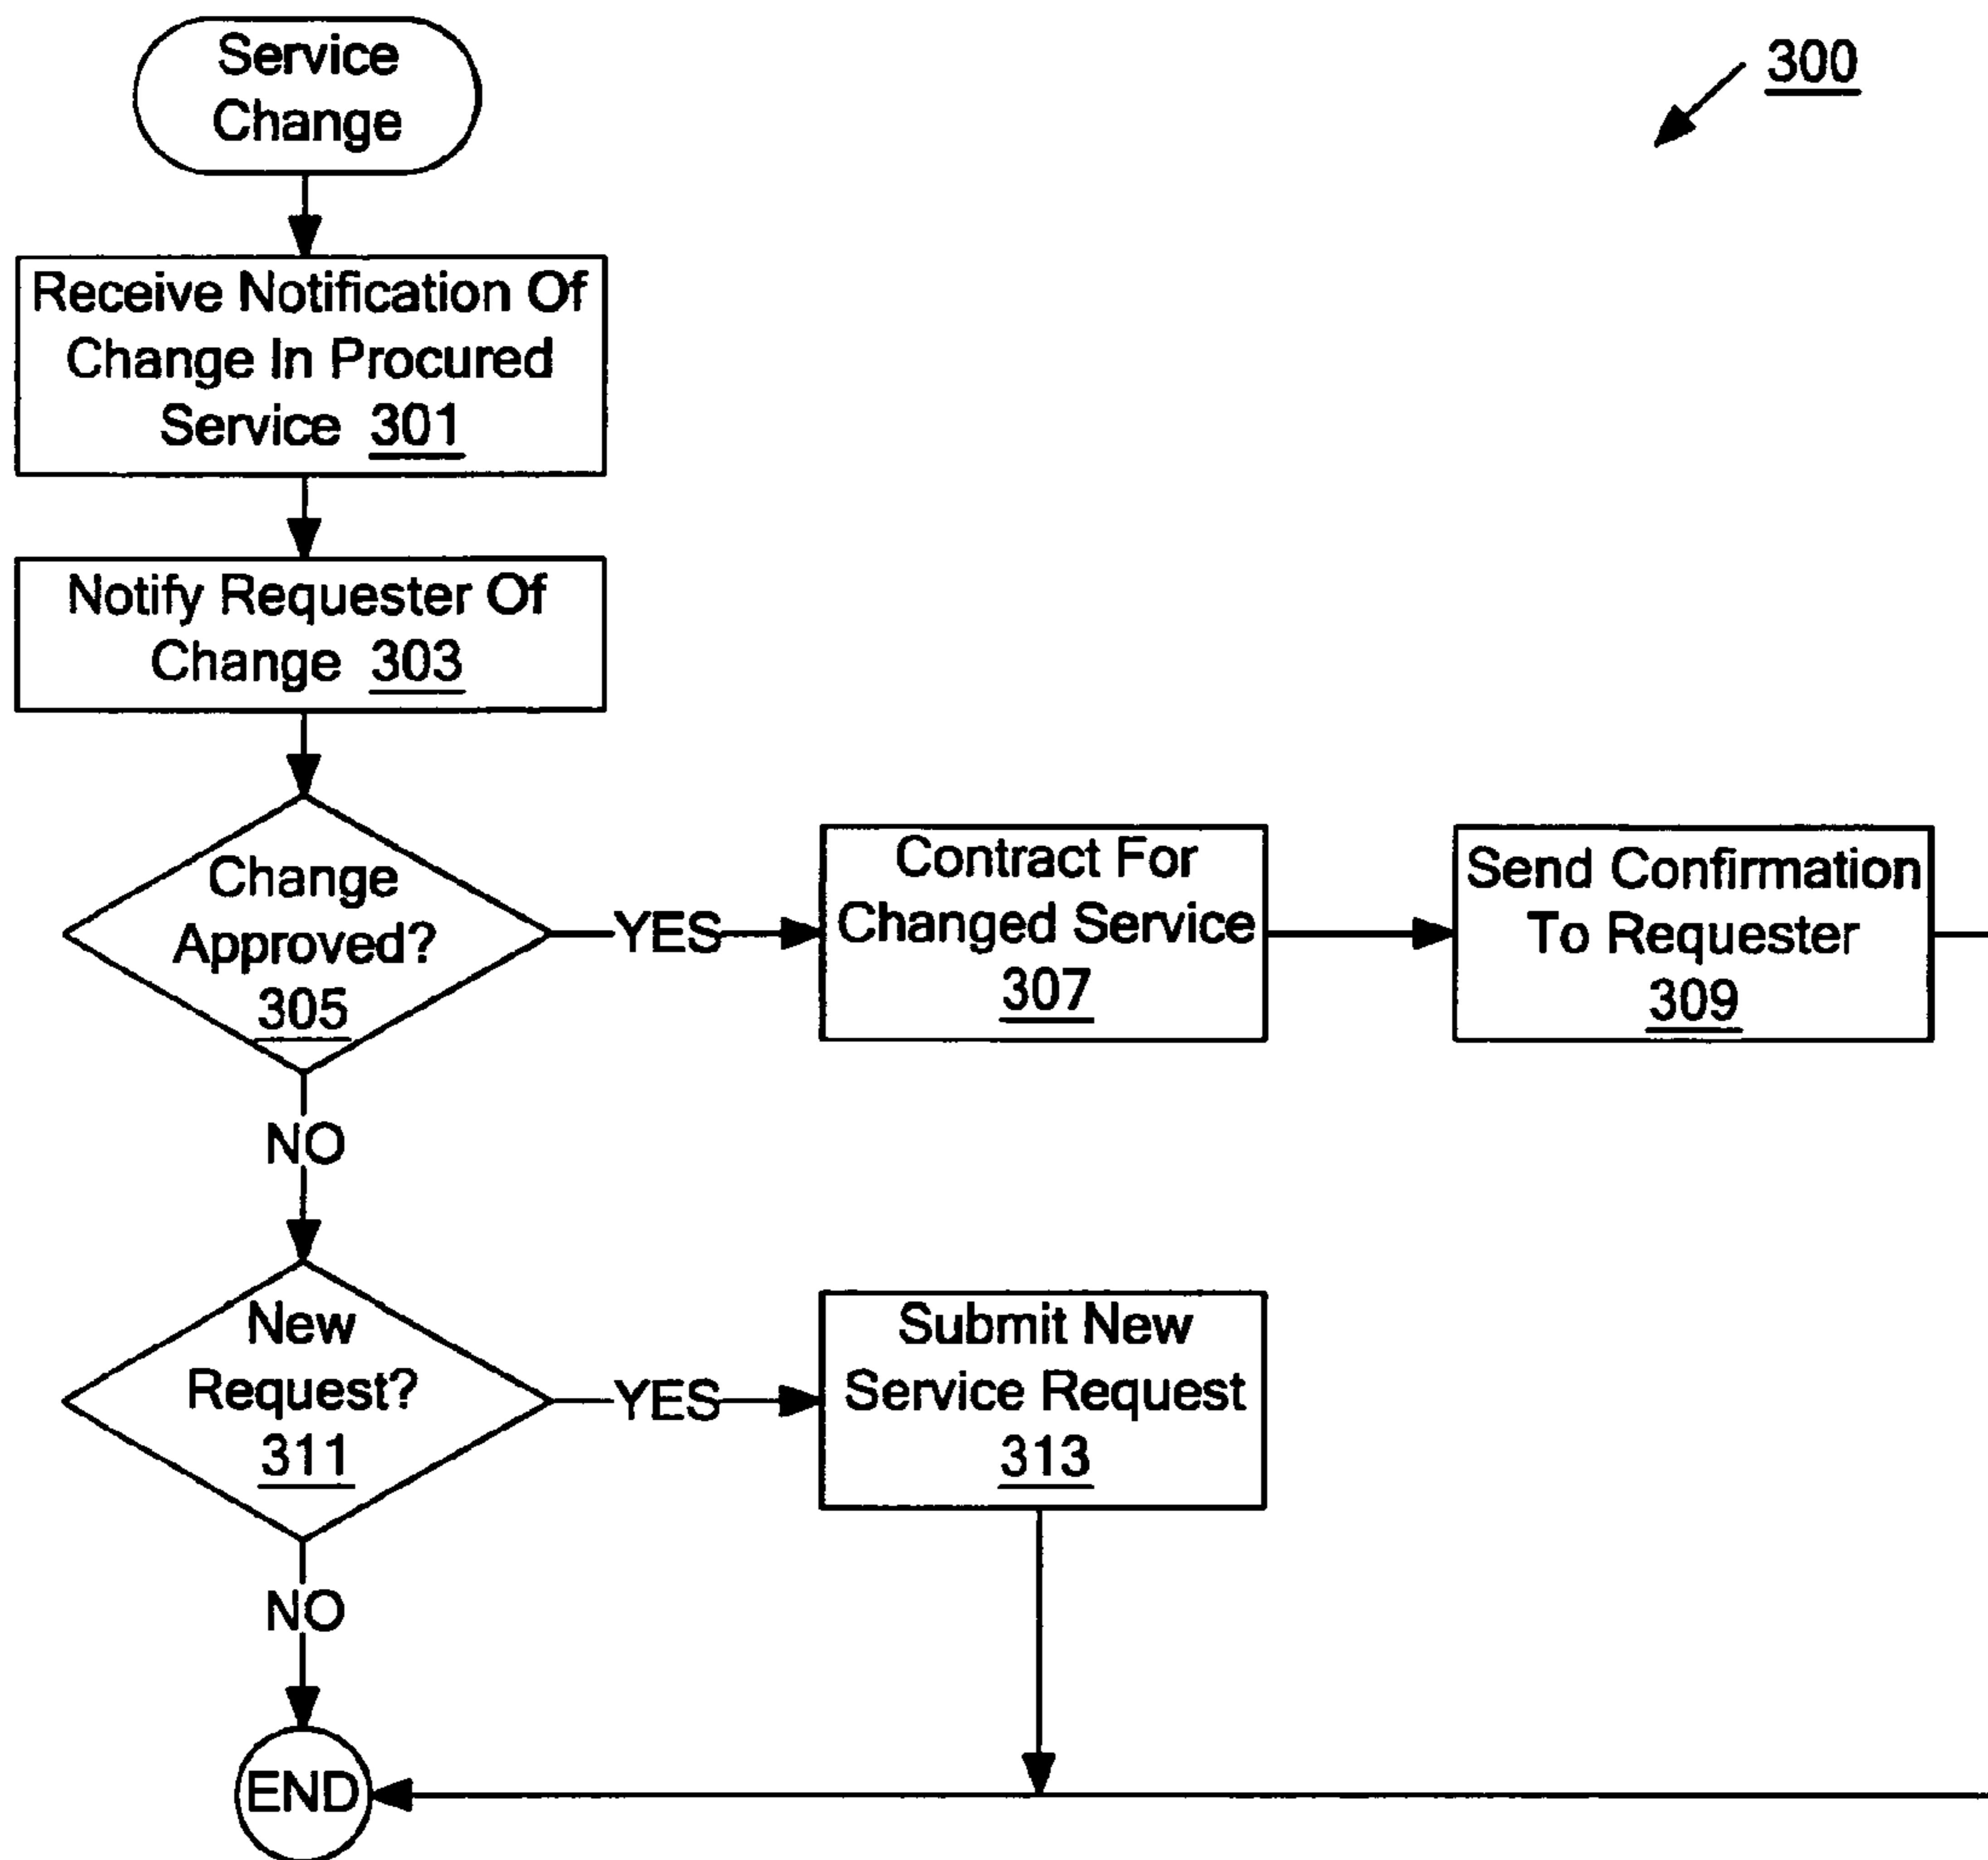 Service
Change
300
Receive Notification Of
Change In Procured
Service 301
Notify Requester Of
Change 303
Change
Approved?
305
YES
Contract For
Changed Service
307
Send Confirmation
To Requester
309
NO
New
Request?
311
YES
Submit New
Service Request
313
NO
END